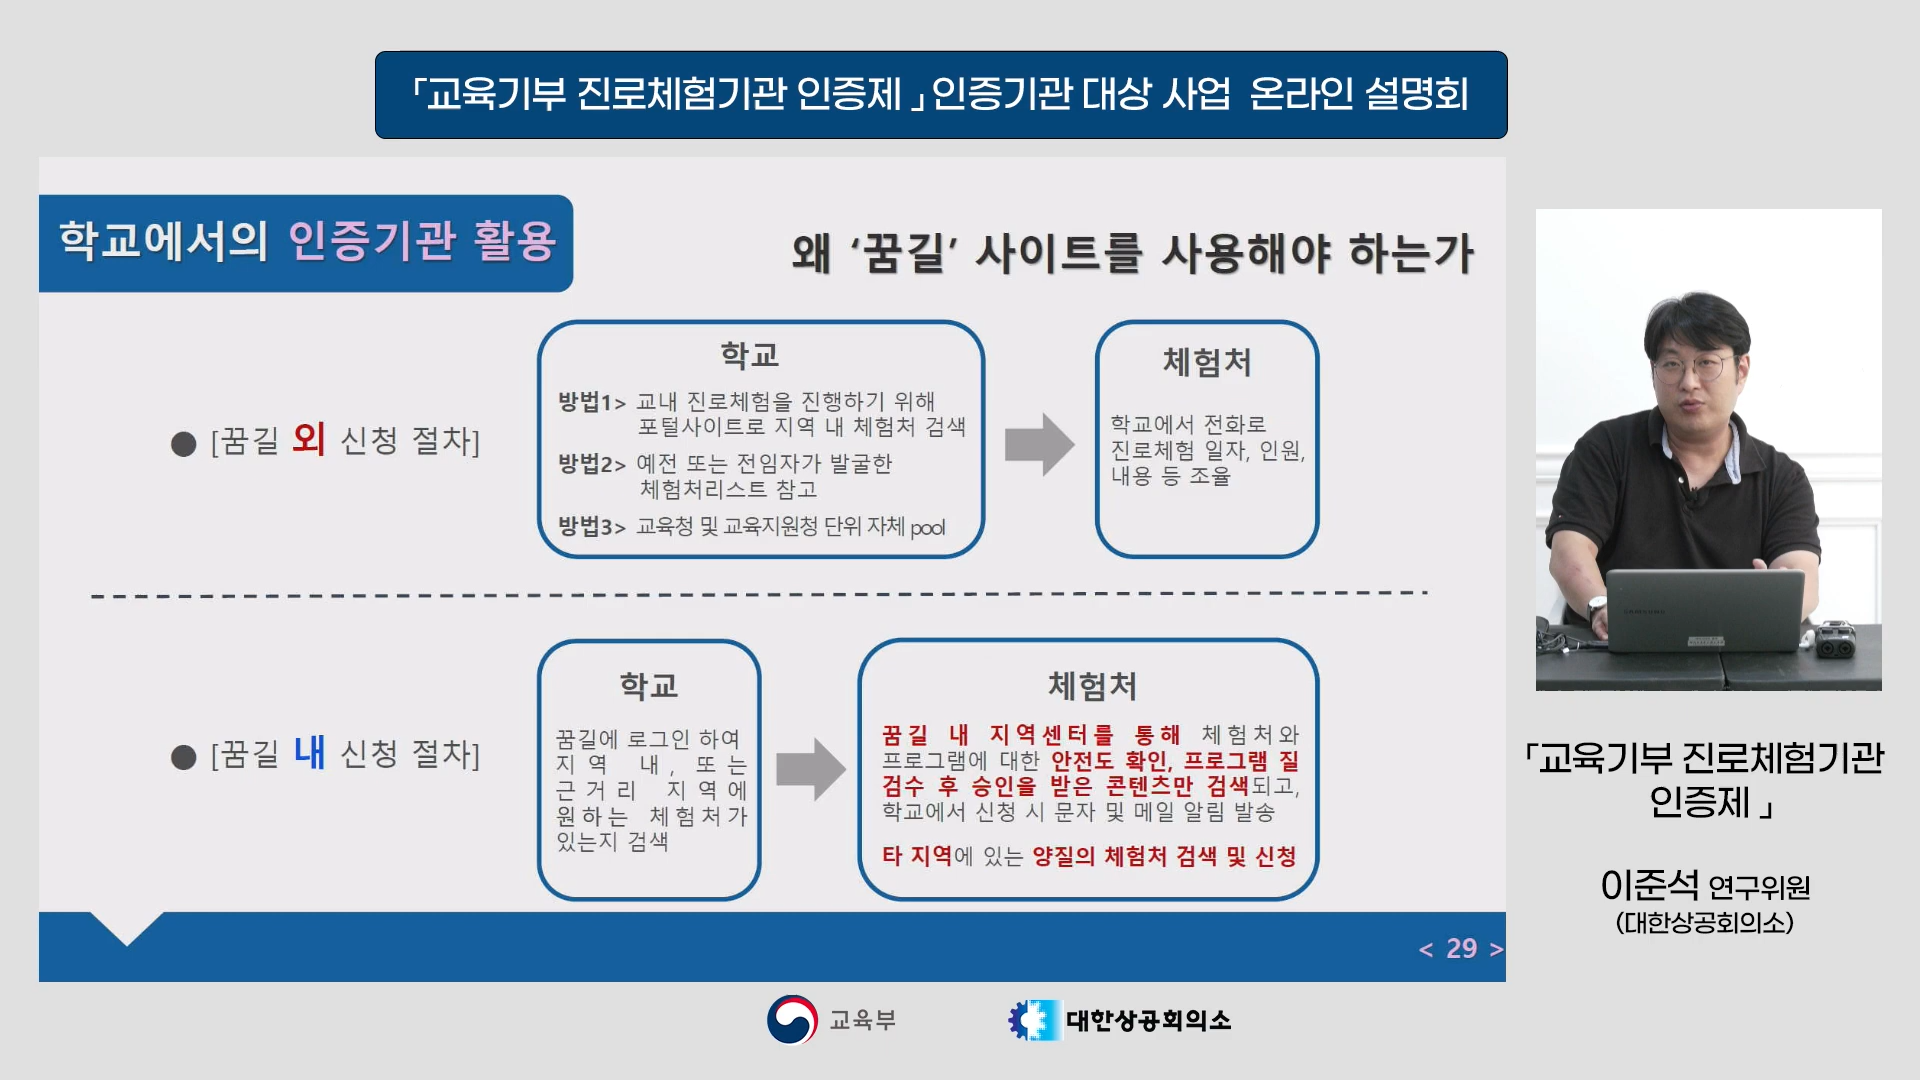 「교육기부 진로체험기관 인증제」인증기관 대상 사업 온라인 설명회
학교에서의 인증기관 활용
왜 ‘꿈길’ 사이트를 사용해야 하는가
● [꿈길 외 신청 절차]
학교
방법1> 교내 진로체험을 진행하기 위해
포털사이트로 지역 내 체험처 검색
방법2> 예전 또는 전임자가 발굴한
체험처리스트 참고
방법3> 교육청 및 교육지원청 단위 자체 pool
체험처
학교에서 전화로
진로체험 일자, 인원,
내용 등 조율
● [꿈길 내 신청 절차]
학교
꿈길에 로그인 하여
지역 내, 또는
근거리 지역에
원하는 체험처가
있는지 검색
체험처
꿈길 내 지역센터를 통해 체험처와
프로그램에 대한 안전도 확인, 프로그램 질
검수 후 승인을 받은 콘텐츠만 검색되고,
학교에서 신청 시 문자 및 메일 알림 발송
타 지역에 있는 양질의 체험처 검색 및 신청
< 29 >
SAMSUNG
「교육기부 진로체험기관
인증제」
이준석 연구위원
(대한상공회의소)
교육부
대한상공회의소